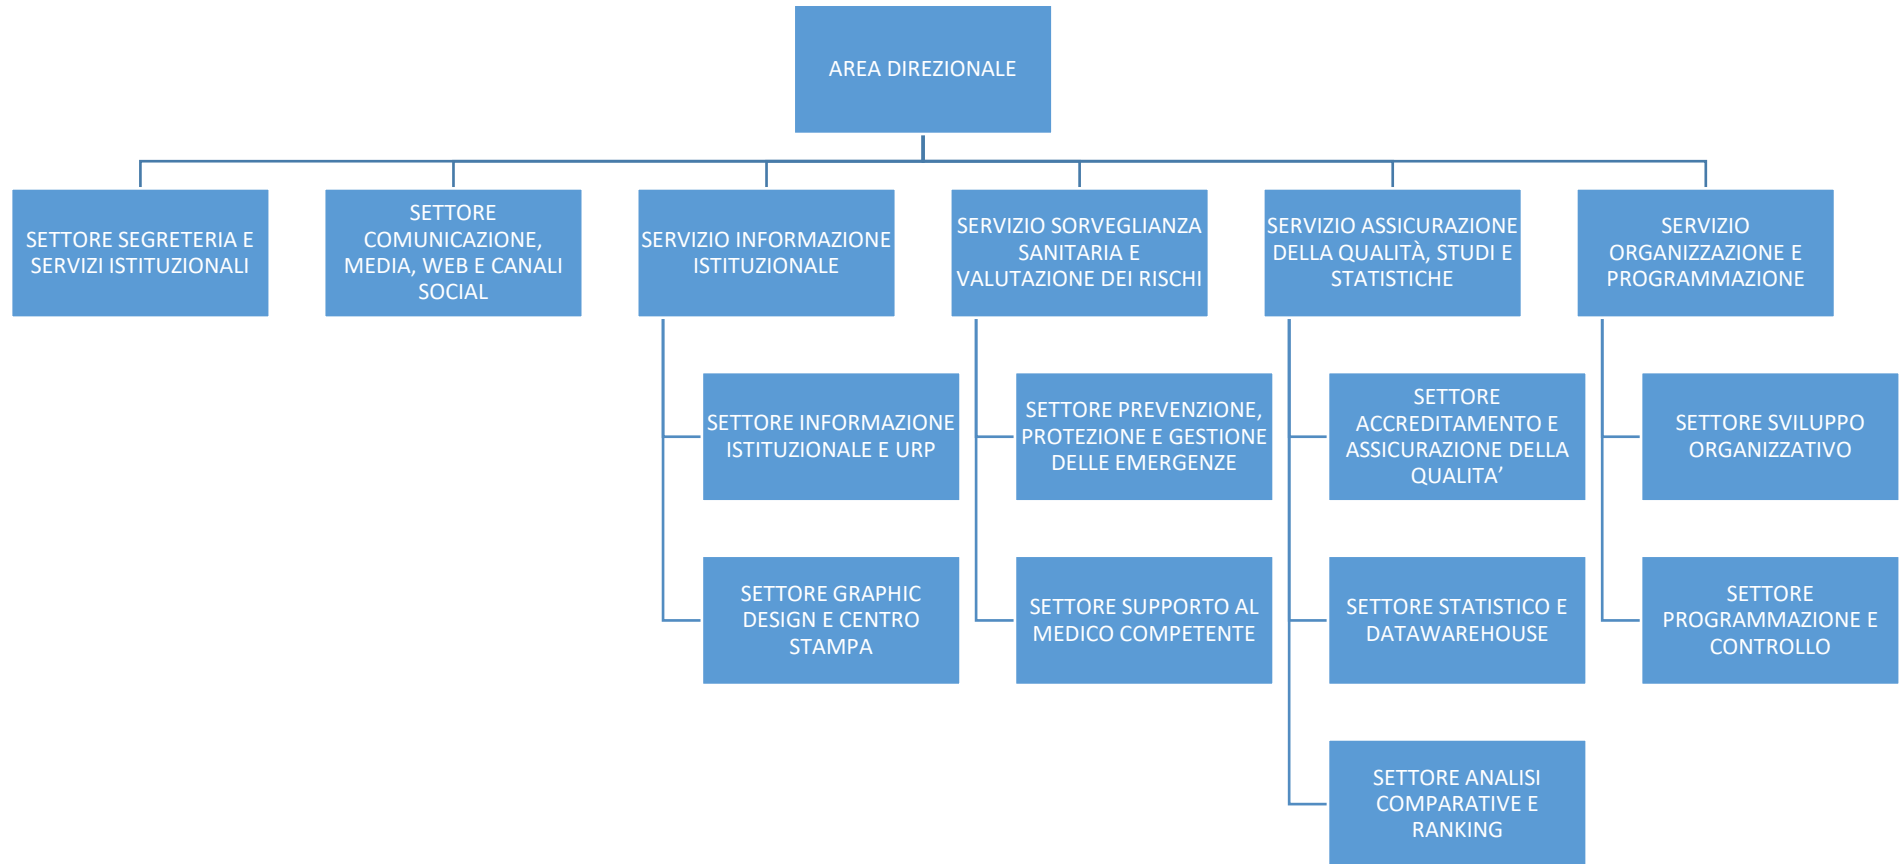 AREA DIREZIONALE
SETTORE SEGRETERIA E
SERVIZI ISTITUZIONALI
SETTORE
COMUNICAZIONE,
MEDIA, WEB E CANALI
SOCIAL
SERVIZIO INFORMAZIONE
ISTITUZIONALE
SERVIZIO SORVEGLIANZA
SANITARIA E
VALUTAZIONE DEI RISCHI
SERVIZIO ASSICURAZIONE
DELLA QUALITÀ, STUDI E
STATISTICHE
SERVIZIO
ORGANIZZAZIONE E
PROGRAMMAZIONE
SETTORE INFORMAZIONE
ISTITUZIONALE E URP
SETTORE PREVENZIONE,
PROTEZIONE E GESTIONE
DELLE EMERGENZE
SETTORE
ACCREDITAMENTO E
ASSICURAZIONE DELLA
QUALITA’
SETTORE SVILUPPO
ORGANIZZATIVO
SETTORE GRAPHIC
DESIGN E CENTRO
STAMPA
SETTORE SUPPORTO AL
MEDICO COMPETENTE
SETTORE STATISTICO E
DATAWAREHOUSE
SETTORE
PROGRAMMAZIONE E
CONTROLLO
SETTORE ANALISI
COMPARATIVE E
RANKING